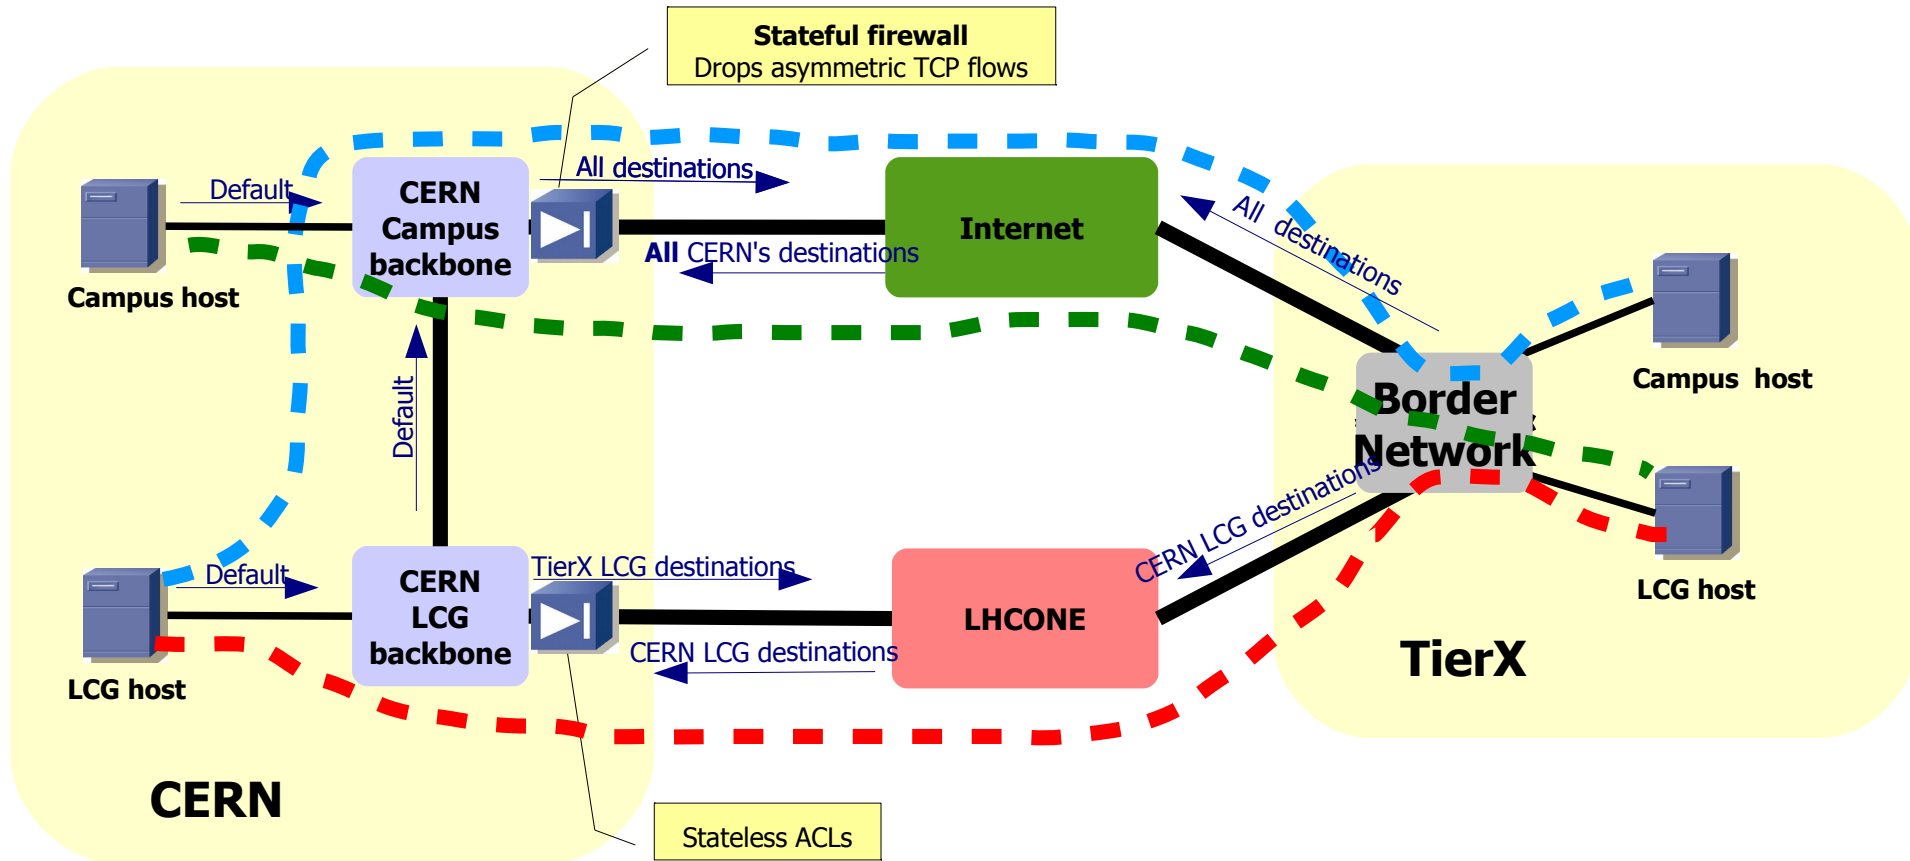 Stateful firewall
Drops asymmetric TCP flows
All destinations
Default
CERN
Campus
backbone
Internet
All destinations
All CERN's destinations
Campus host
Campus host
Default
Border
Network
CERN LCG destinations
Default
CERN
LCG
backbone
TierX LCG destinations
LHCONE
LCG host
CERN LCG destinations
LCG host
TierX
CERN
Stateless ACLs